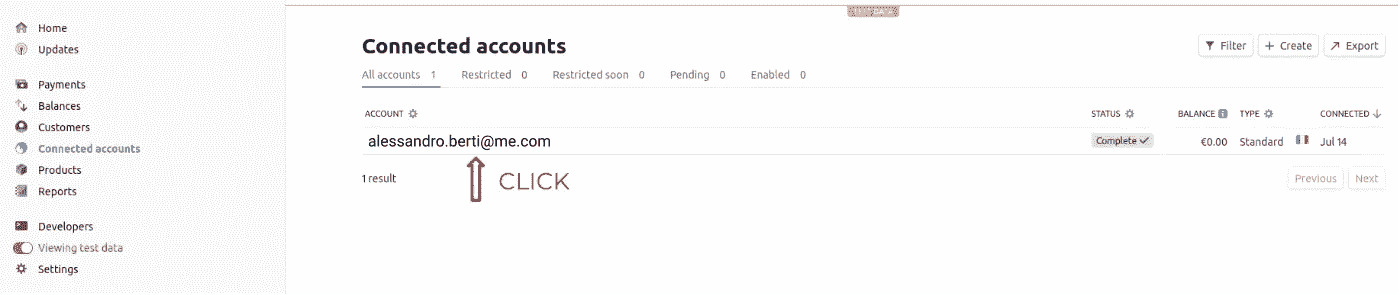 Home
Updates
Payments
Balances
Customers
Connected accounts
Products
Reports
Developers
Viewing test data
Settings
Connected accounts
Filter
+ Create
Export
All accounts 1 Restricted 0 Restricted soon 0 Pending 0 Enabled 0
ACCOUNT STATUS BALANCE TYPE CONNECTED
alessandro.berti@me.com Complete €0.00 Standard Jul 14
1 result Previous Next
CLICK